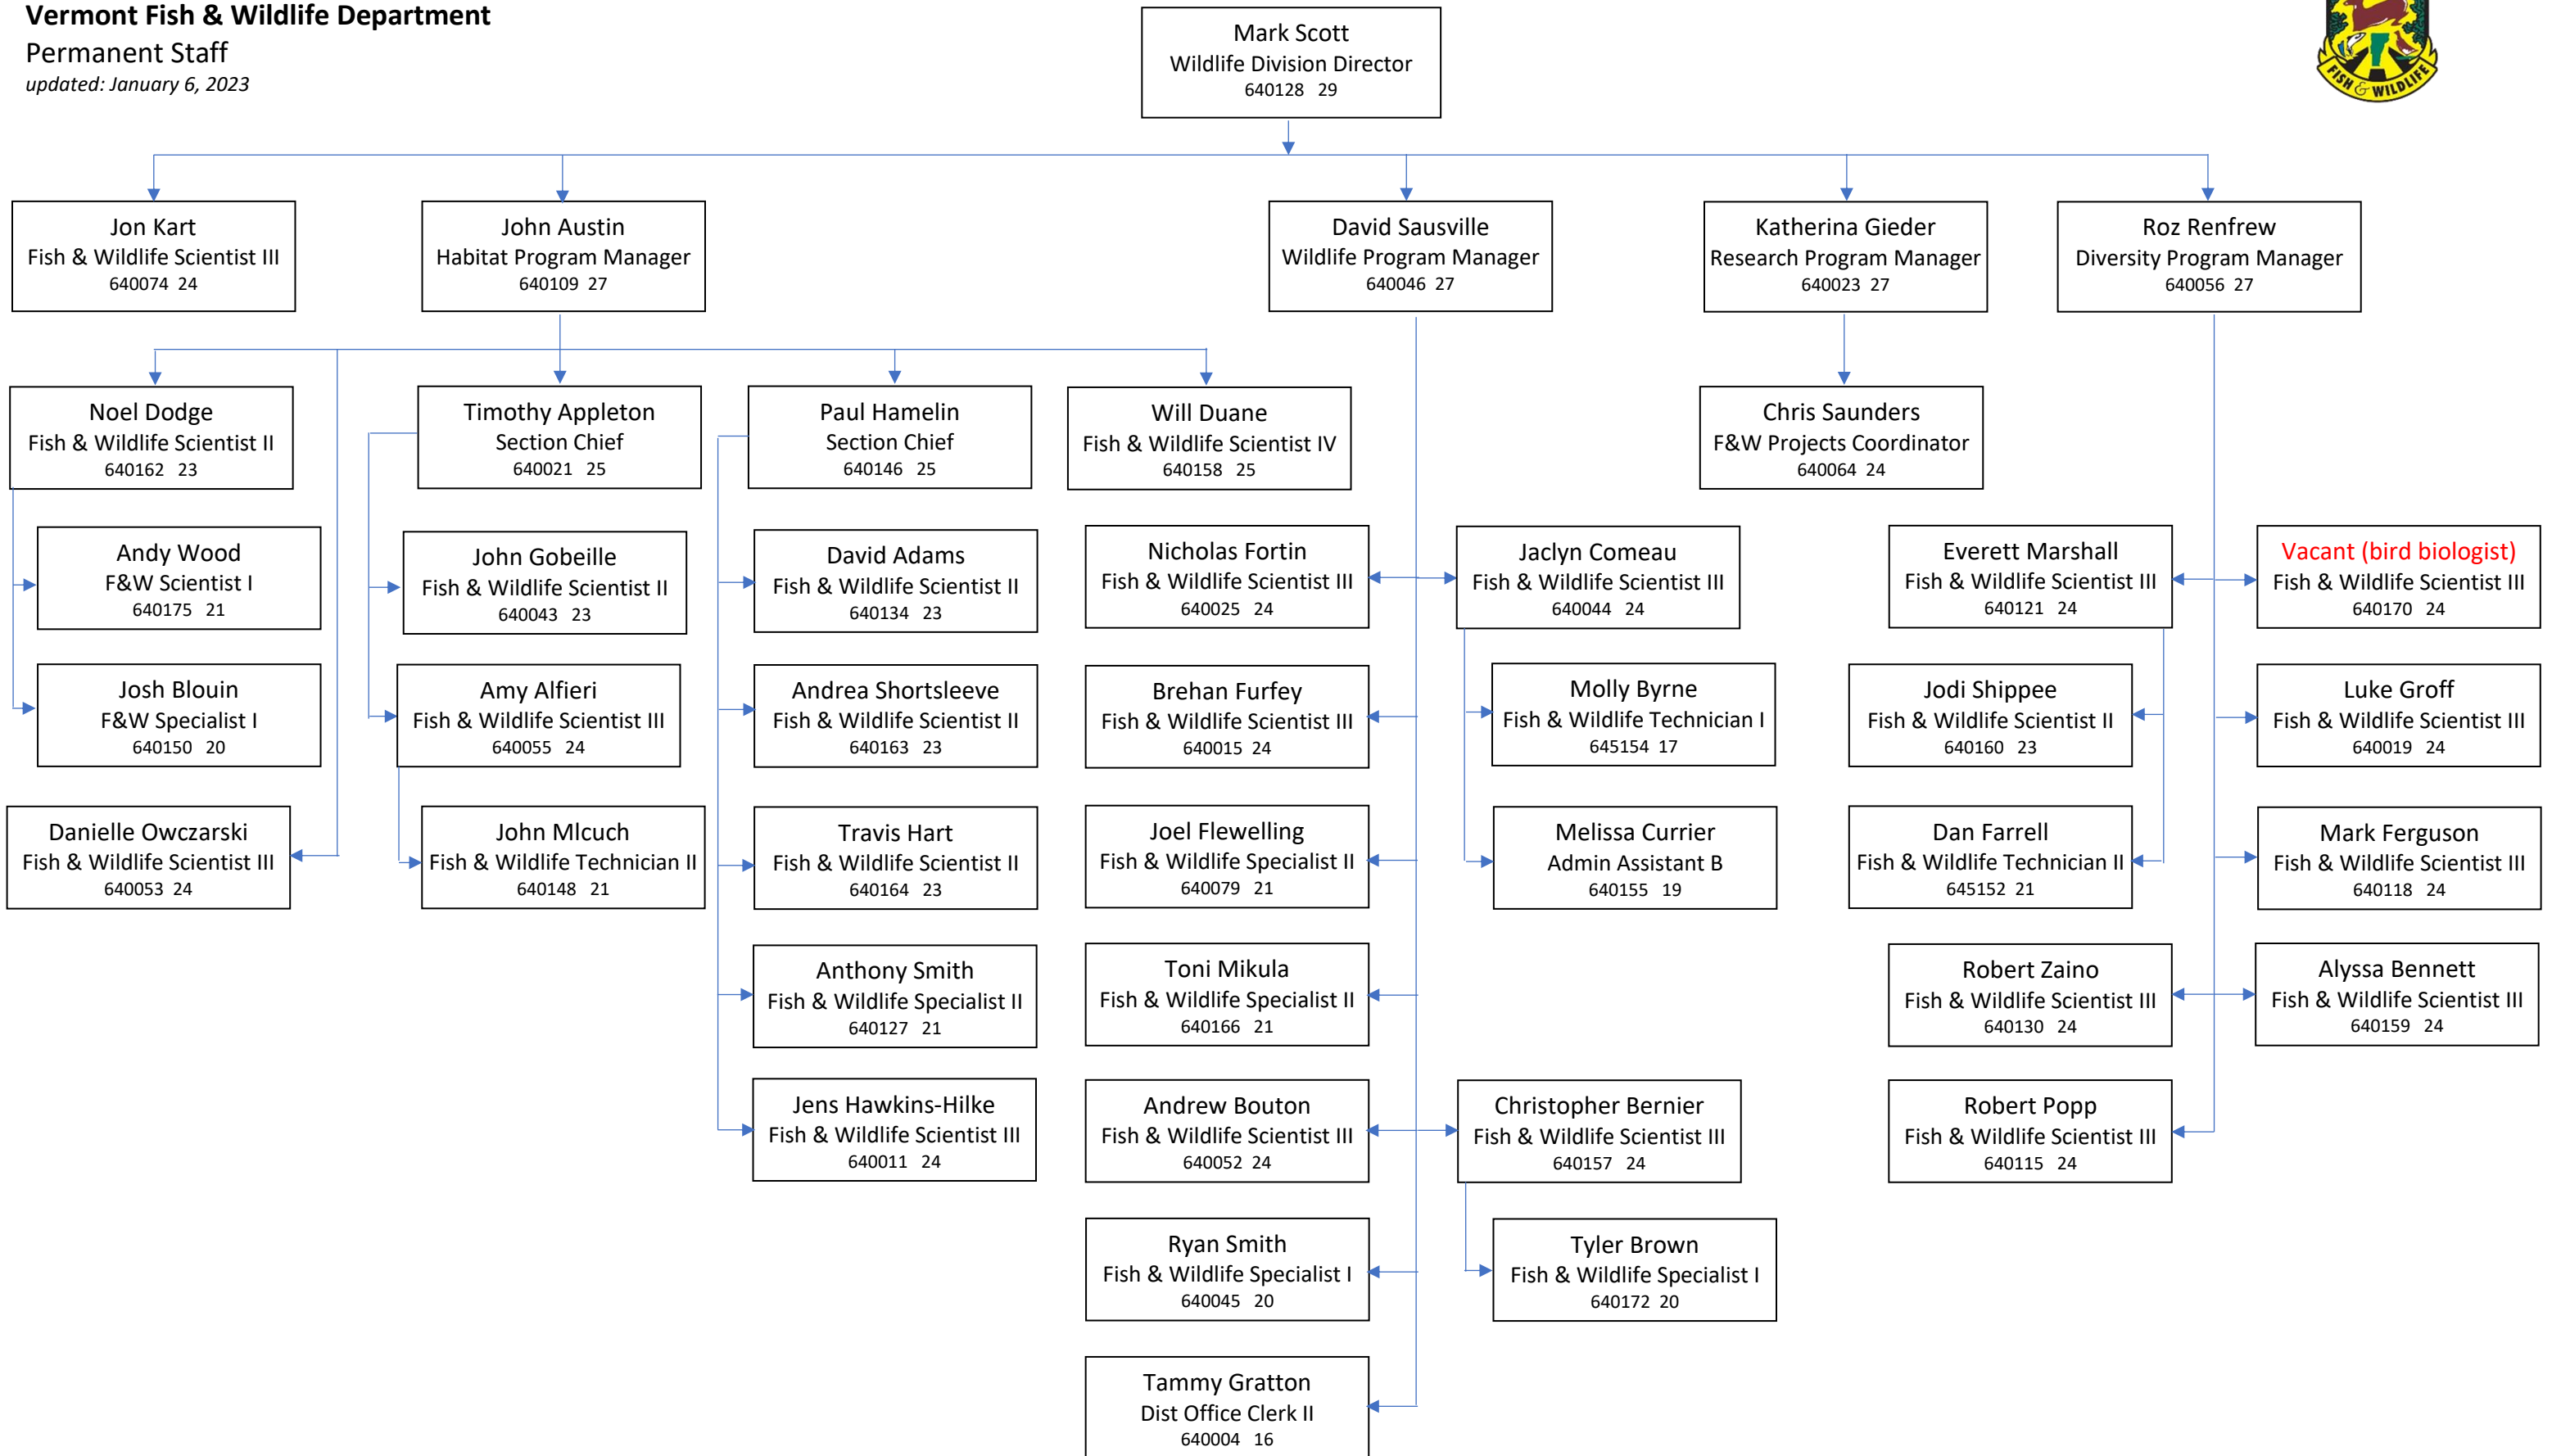 Vermont Fish & Wildlife Department
Permanent Staff
updated: January 6, 2023
Mark Scott
Wildlife Division Director
640128 29
FISH & WILDLIFE
Jon Kart
Fish & Wildlife Scientist III
640074 24
John Austin
Habitat Program Manager
640109 27
David Sausville
Wildlife Program Manager
640046 27
Katherina Gieder
Research Program Manager
640023 27
Roz Renfrew
Diversity Program Manager
640056 27
Noel Dodge
Fish & Wildlife Scientist II
640162 23
Timothy Appleton
Section Chief
640021 25
Paul Hamelin
Section Chief
640146 25
Will Duane
Fish & Wildlife Scientist IV
640158 25
Chris Saunders
F&W Projects Coordinator
640064 24
Andy Wood
F&W Scientist I
640175 21
John Gobeille
Fish & Wildlife Scientist II
640043 23
David Adams
Fish & Wildlife Scientist II
640134 23
Nicholas Fortin
Fish & Wildlife Scientist III
640025 24
Jaclyn Comeau
Fish & Wildlife Scientist III
640044 24
Everett Marshall
Fish & Wildlife Scientist III
640121 24
Vacant (bird biologist)
Fish & Wildlife Scientist III
640170 24
Josh Blouin
F&W Specialist I
640150 20
Amy Alfieri
Fish & Wildlife Scientist III
640055 24
Andrea Shortsleeve
Fish & Wildlife Scientist II
640163 23
Brehan Furfey
Fish & Wildlife Scientist III
640015 24
Molly Byrne
Fish & Wildlife Technician I
645154 17
Jodi Shippee
Fish & Wildlife Scientist II
640160 23
Luke Groff
Fish & Wildlife Scientist III
640019 24
Danielle Owczarski
Fish & Wildlife Scientist III
640053 24
John Mlcuch
Fish & Wildlife Technician II
640148 21
Travis Hart
Fish & Wildlife Scientist II
640164 23
Joel Flewelling
Fish & Wildlife Specialist II
640079 21
Melissa Currier
Admin Assistant B
640155 19
Dan Farrell
Fish & Wildlife Technician II
645152 21
Mark Ferguson
Fish & Wildlife Scientist III
640118 24
Anthony Smith
Fish & Wildlife Specialist II
640127 21
Toni Mikula
Fish & Wildlife Specialist II
640166 21
Robert Zaino
Fish & Wildlife Scientist III
640130 24
Alyssa Bennett
Fish & Wildlife Scientist III
640159 24
Jens Hawkins-Hilke
Fish & Wildlife Scientist III
640011 24
Andrew Bouton
Fish & Wildlife Scientist III
640052 24
Christopher Bernier
Fish & Wildlife Scientist III
640157 24
Robert Popp
Fish & Wildlife Scientist III
640115 24
Ryan Smith
Fish & Wildlife Specialist I
640045 20
Tyler Brown
Fish & Wildlife Specialist I
640172 20
Tammy Gratton
Dist Office Clerk II
640004 16